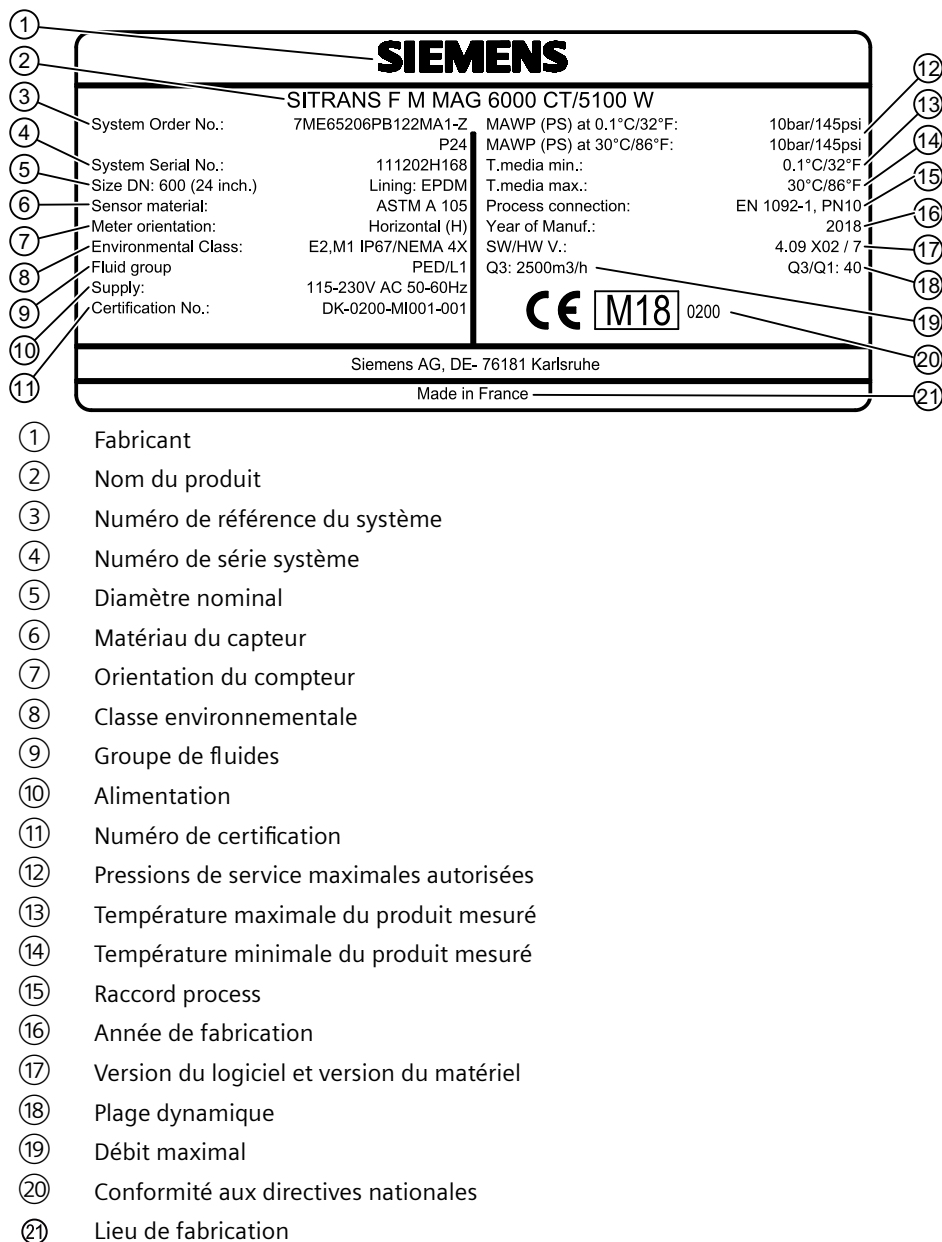 1
2
3
4
5
6
7
8
9
10
11
SIEMENS
SITRANS F M MAG 6000 CT/5100 W
System Order No.: 7ME65206PB122MA1-Z
P24
System Serial No.: 111202H168
Size DN: 600 (24 inch.) Lining: EPDM
Sensor material: ASTM A 105
Meter orientation: Horizontal (H)
Environmental Class: E2,M1 IP67/NEMA 4X
Fluid group PED/L1
Supply: 115-230V AC 50-60Hz
Certification No.: DK-0200-MI001-001
MAWP (PS) at 0.1°C/32°F: 10bar/145psi
MAWP (PS) at 30°C/86°F: 10bar/145psi
T.media min.: 0.1°C/32°F
T.media max.: 30°C/86°F
Process connection: EN 1092-1, PN10
Year of Manuf.: 2018
SW/HW V.: 4.09 X02 / 7
Q3: 2500m3/h Q3/Q1: 40
CE M18 0200
Siemens AG, DE- 76181 Karlsruhe
Made in France
12
13
14
15
16
17
18
19
20
21
1 Fabricant
2 Nom du produit
3 Numéro de référence du système
4 Numéro de série système
5 Diamètre nominal
6 Matériau du capteur
7 Orientation du compteur
8 Classe environnementale
9 Groupe de fluides
10 Alimentation
11 Numéro de certification
12 Pressions de service maximales autorisées
13 Température maximale du produit mesuré
14 Température minimale du produit mesuré
15 Raccord process
16 Année de fabrication
17 Version du logiciel et version du matériel
18 Plage dynamique
19 Débit maximal
20 Conformité aux directives nationales
21 Lieu de fabrication